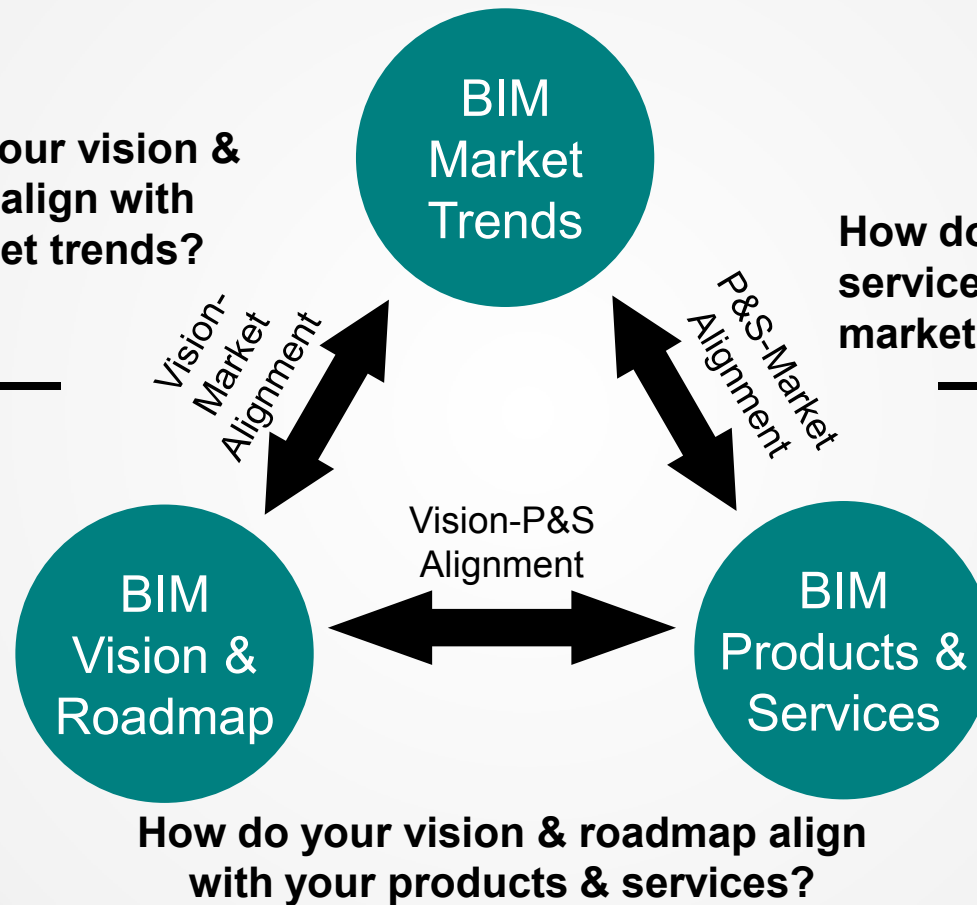 BIM
Market
Trends
our vision &
align with
et trends?
How do
service
market
Vision-
Market
Alignment
P&S-Market
Alignment
Vision-P&S
Alignment
BIM
Vision &
Roadmap
BIM
Products &
Services
How do your vision & roadmap align
with your products & services?